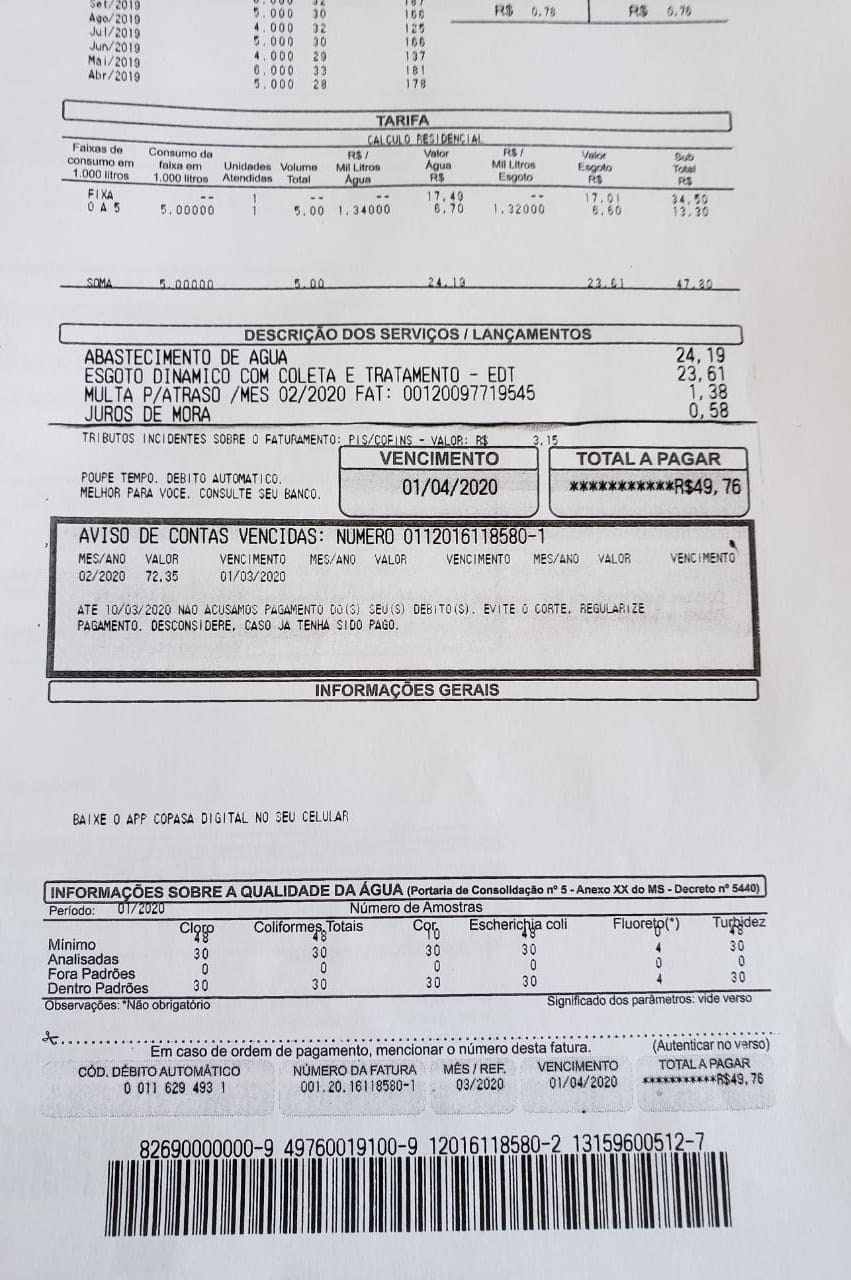 Set/2019 32 187
Ago/2019 5.000 30 166
Jul/2019 4.000 32 125
Jun/2019 5.000 30 166
Mai/2019 4.000 29 137
Abr/2019 6.000 33 181
5.000 28 178
R$ 0,78 R$ 0,76
TARIFA
CALCULO RESIDENCIAL
Faixas de consumo em 1.000 litros Consumo da faixa em 1.000 litros Unidades Atendidas Volume Total R$ / Mil Litros Água Valor Água R$ R$ / Mil Litros Esgoto Valor Esgoto R$ Sub Total R$
FIXA -- 1 -- -- 17,49 -- 17,01 34,50
0 A 5 5.00000 1 5.00 1,34000 6,70 1,32000 6,60 13,30
SOMA 5.00000 5.00 24,19 23,61 47,80
DESCRIÇÃO DOS SERVIÇOS / LANÇAMENTOS
ABASTECIMENTO DE AGUA 24,19
ESGOTO DINAMICO COM COLETA E TRATAMENTO - EDT 23,61
MULTA P/ATRASO /MES 02/2020 FAT: 00120097719545 1,38
JUROS DE MORA 0,58
TRIBUTOS INCIDENTES SOBRE O FATURAMENTO: PIS/COFINS - VALOR: R$ 3,15
VENCIMENTO TOTAL A PAGAR
POUPE TEMPO. DEBITO AUTOMATICO.
MELHOR PARA VOCE. CONSULTE SEU BANCO.
01/04/2020 ***********R$49,76
AVISO DE CONTAS VENCIDAS: NUMERO 0112016118580-1
MES/ANO VALOR VENCIMENTO MES/ANO VALOR VENCIMENTO MES/ANO VALOR VENCIMENTO
02/2020 72,35 01/03/2020
ATE 10/03/2020 NAO ACUSAMOS PAGAMENTO DO(S) SEU(S) DEBITO(S). EVITE O CORTE, REGULARIZE
PAGAMENTO. DESCONSIDERE, CASO JA TENHA SIDO PAGO.
INFORMAÇÕES GERAIS
BAIXE O APP COPASA DIGITAL NO SEU CELULAR
INFORMAÇÕES SOBRE A QUALIDADE DA ÁGUA (Portaria de Consolidação nº 5 - Anexo XX do MS - Decreto nº 5440)
Período: 01/2020 Número de Amostras
Cloro Coliformes Totais Cor Escherichia coli Fluoreto(*) Turbidez
Mínimo 48 48 10 48 48
Analisadas 30 30 30 30 4 30
Fora Padrões 0 0 0 0 0 0
Dentro Padrões 30 30 30 30 4 30
Observações: *Não obrigatório Significado dos parâmetros: vide verso
Em caso de ordem de pagamento, mencionar o número desta fatura. (Autenticar no verso)
CÓD. DÉBITO AUTOMÁTICO NÚMERO DA FATURA MÊS / REF. VENCIMENTO TOTAL A PAGAR
0 011 629 493 1 001.20.16118580-1 03/2020 01/04/2020 ***********R$49,76
82690000000-9 49760019100-9 12016118580-2 13159600512-7